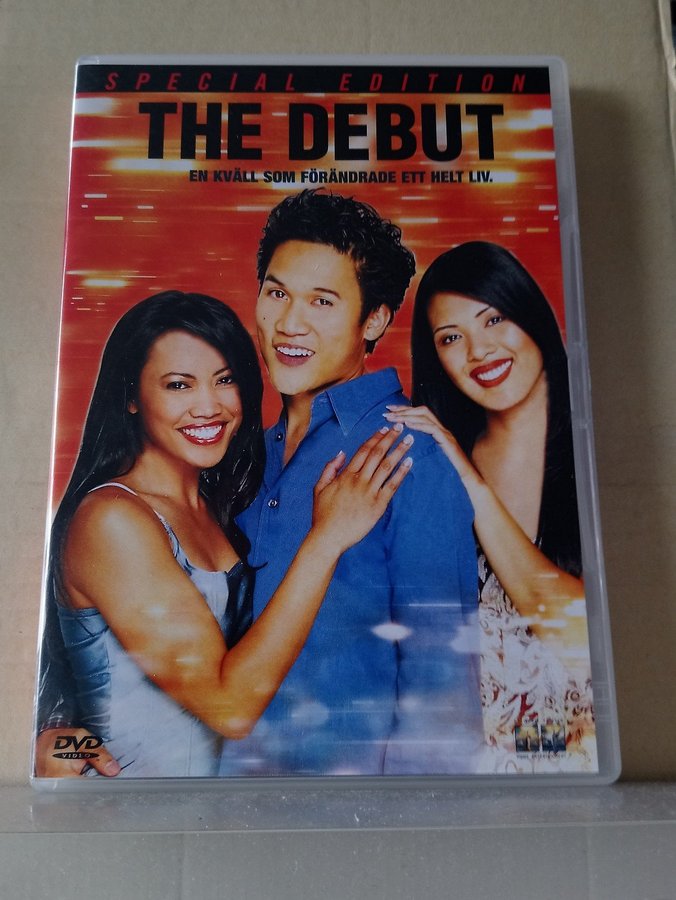 SPECIAL EDITION
THE DEBUT
EN KVÄLL SOM FÖRÄNDRADE ETT HELT LIV.
DVD
VIDEO